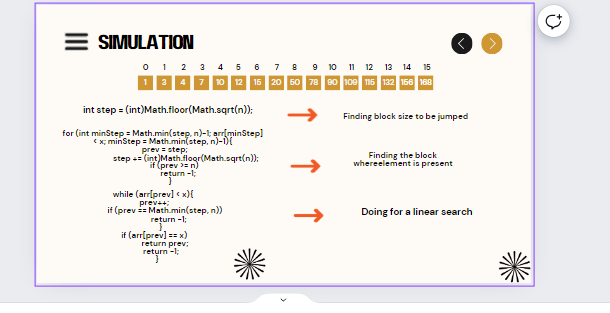 SIMULATION
0 1 2 3 4 5 6 7 8 9 10 11 12 13 14 15
1 3 4 7 10 12 15 20 50 78 90 109 115 132 156 168
int step = (int)Math.floor(Math.sqrt(n));
Finding block size to be jumped
for (int minStep = Math.min(step, n)-1; arr[minStep]
< x; minStep = Math.min(step, n)-1){
prev = step;
step += (int)Math.floor(Math.sqrt(n));
if (prev >= n)
return -1;
}
Finding the block
whereelement is present
while (arr[prev] < x){
prev++;
if (prev == Math.min(step, n))
return -1;
}
if (arr[prev] == x)
return prev;
return -1;
}
Doing for a linear search